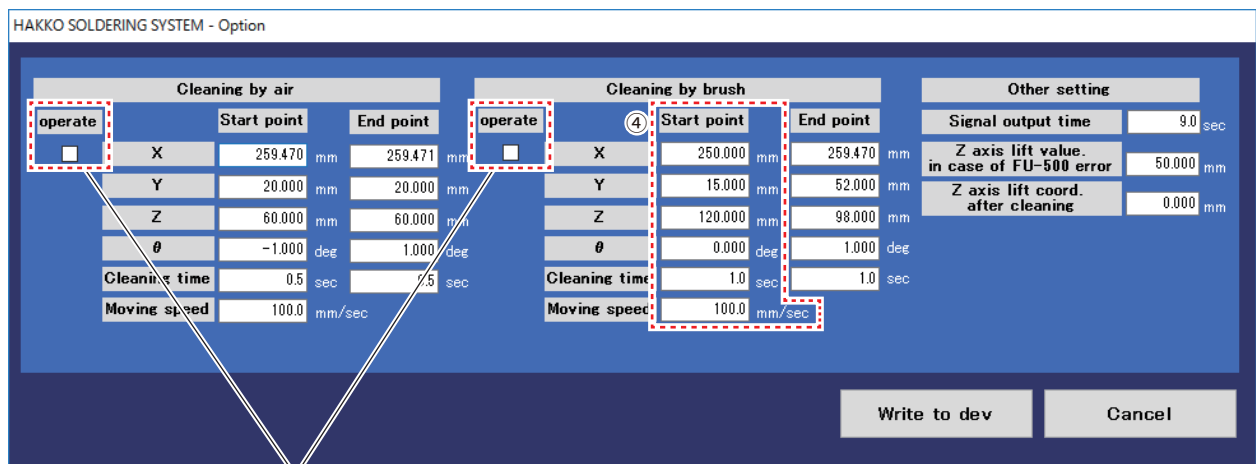 HAKKO SOLDERING SYSTEM - Option
Cleaning by air Cleaning by brush Other setting
operate Start point End point operate ④ Start point End point Signal output time 9.0 sec
X 259.470 mm 259.471 mm X 250.000 mm 259.470 mm Z axis lift value.
in case of FU-500 error 50.000 mm
Y 20.000 mm 20.000 mm Y 15.000 mm 52.000 mm Z axis lift coord.
after cleaning 0.000 mm
Z 60.000 mm 60.000 mm Z 120.000 mm 98.000 mm
θ -1.000 deg 1.000 deg θ 0.000 deg 1.000 deg
Cleaning time 0.5 sec 0.5 sec Cleaning time 1.0 sec 1.0 sec
Moving speed 100.0 mm/sec Moving speed 100.0 mm/sec
Write to dev Cancel